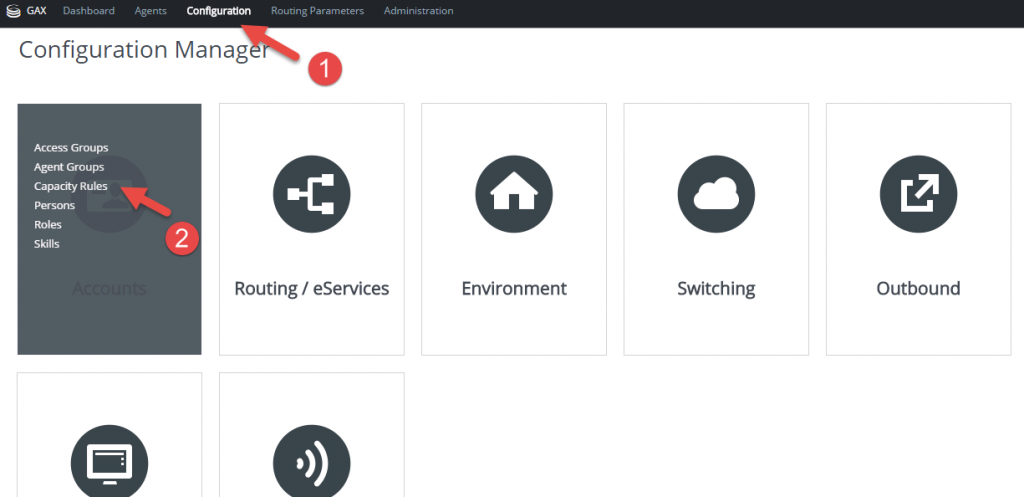 GAX Dashboard Agents Configuration Routing Parameters Administration
Configuration Manager
1
Access Groups
Agent Groups
Capacity Rules
Persons
Roles
Skills
2
Accounts
Routing / eServices
Environment
Switching
Outbound